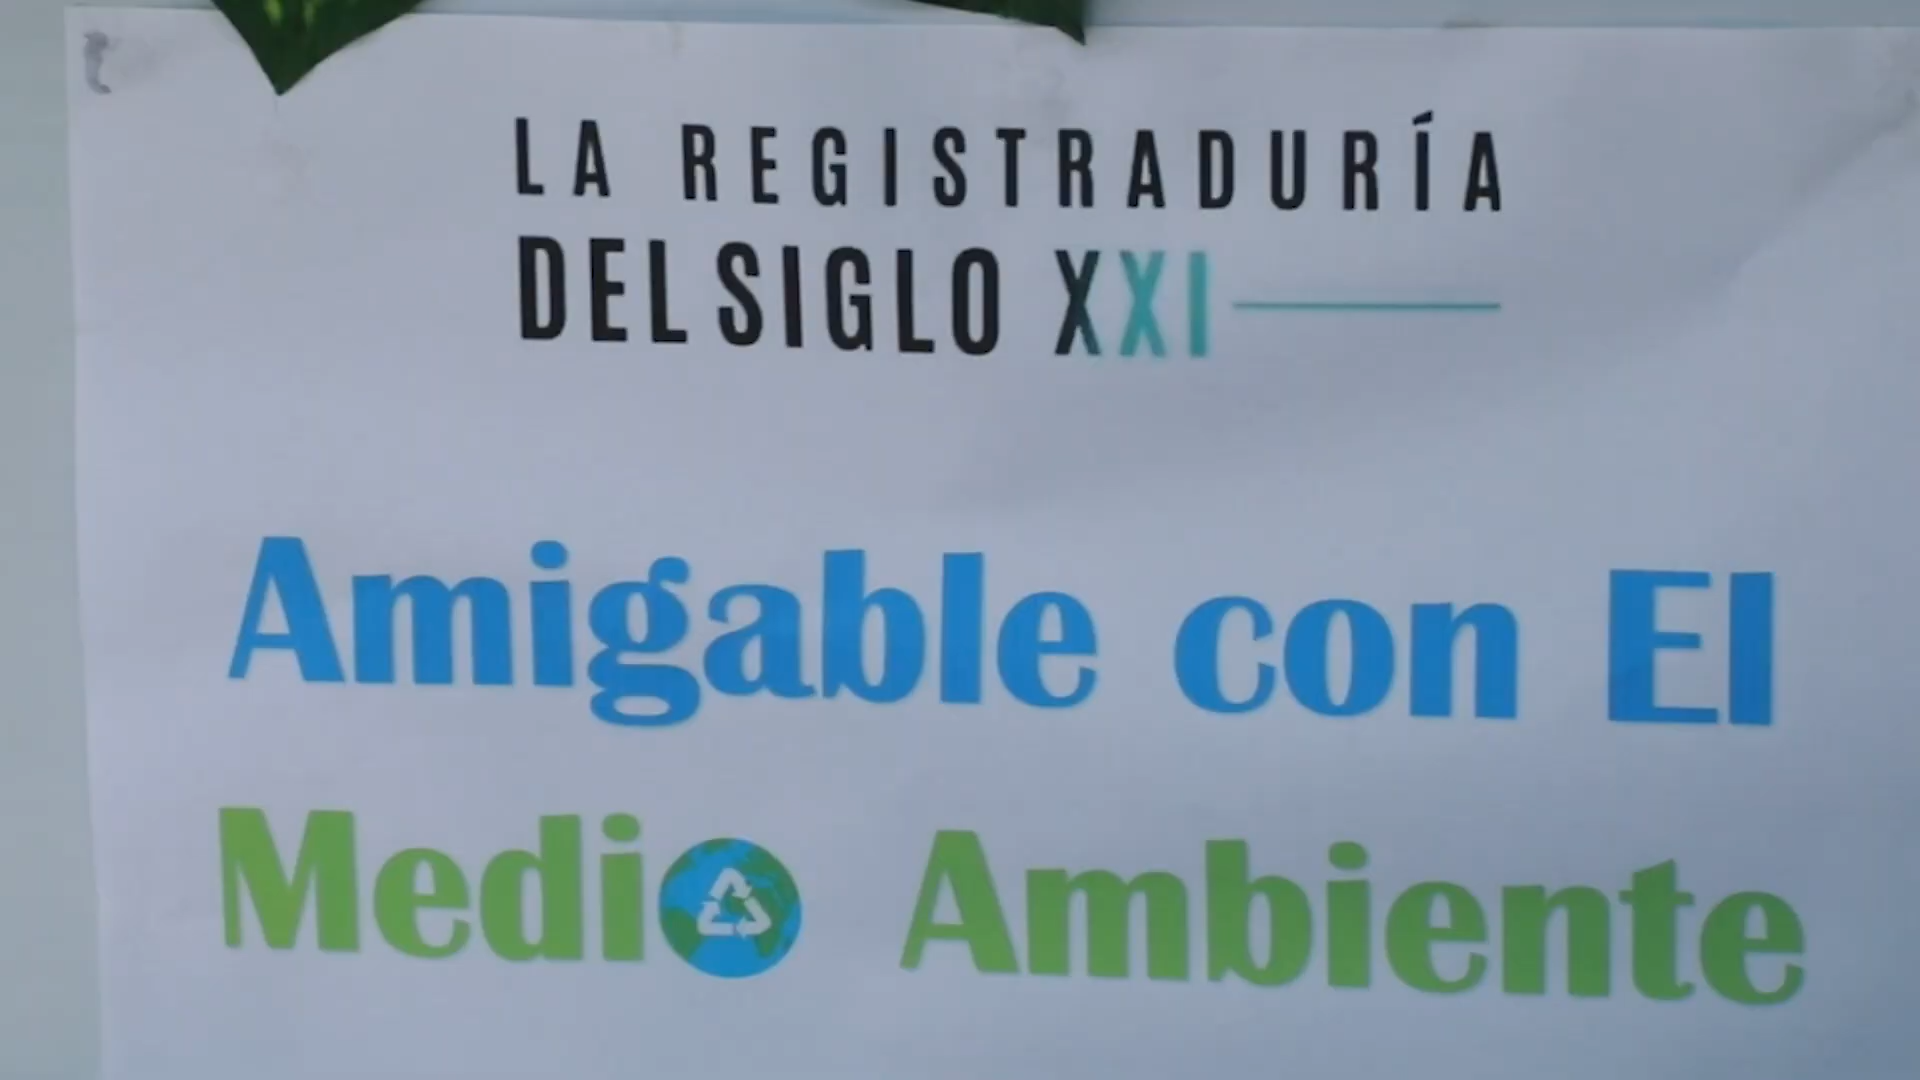 LA REGISTRADURÍA
DEL SIGLO XXI
Amigable con El
Medio Ambiente